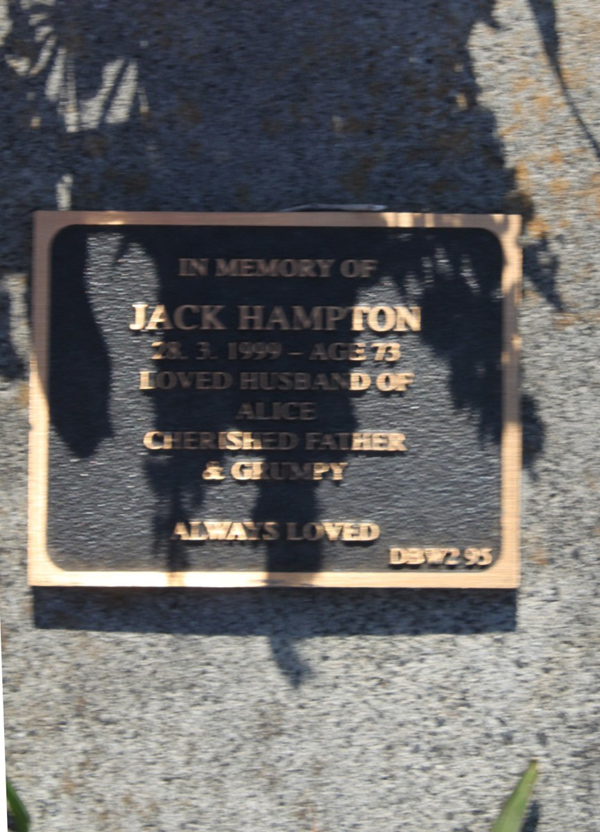 IN MEMORY OF
JACK HAMPTON
28. 3. 1999 – AGE 73
LOVED HUSBAND OF
ALICE
CHERISHED FATHER
& GRUMPY
ALWAYS LOVED
DBW2 95